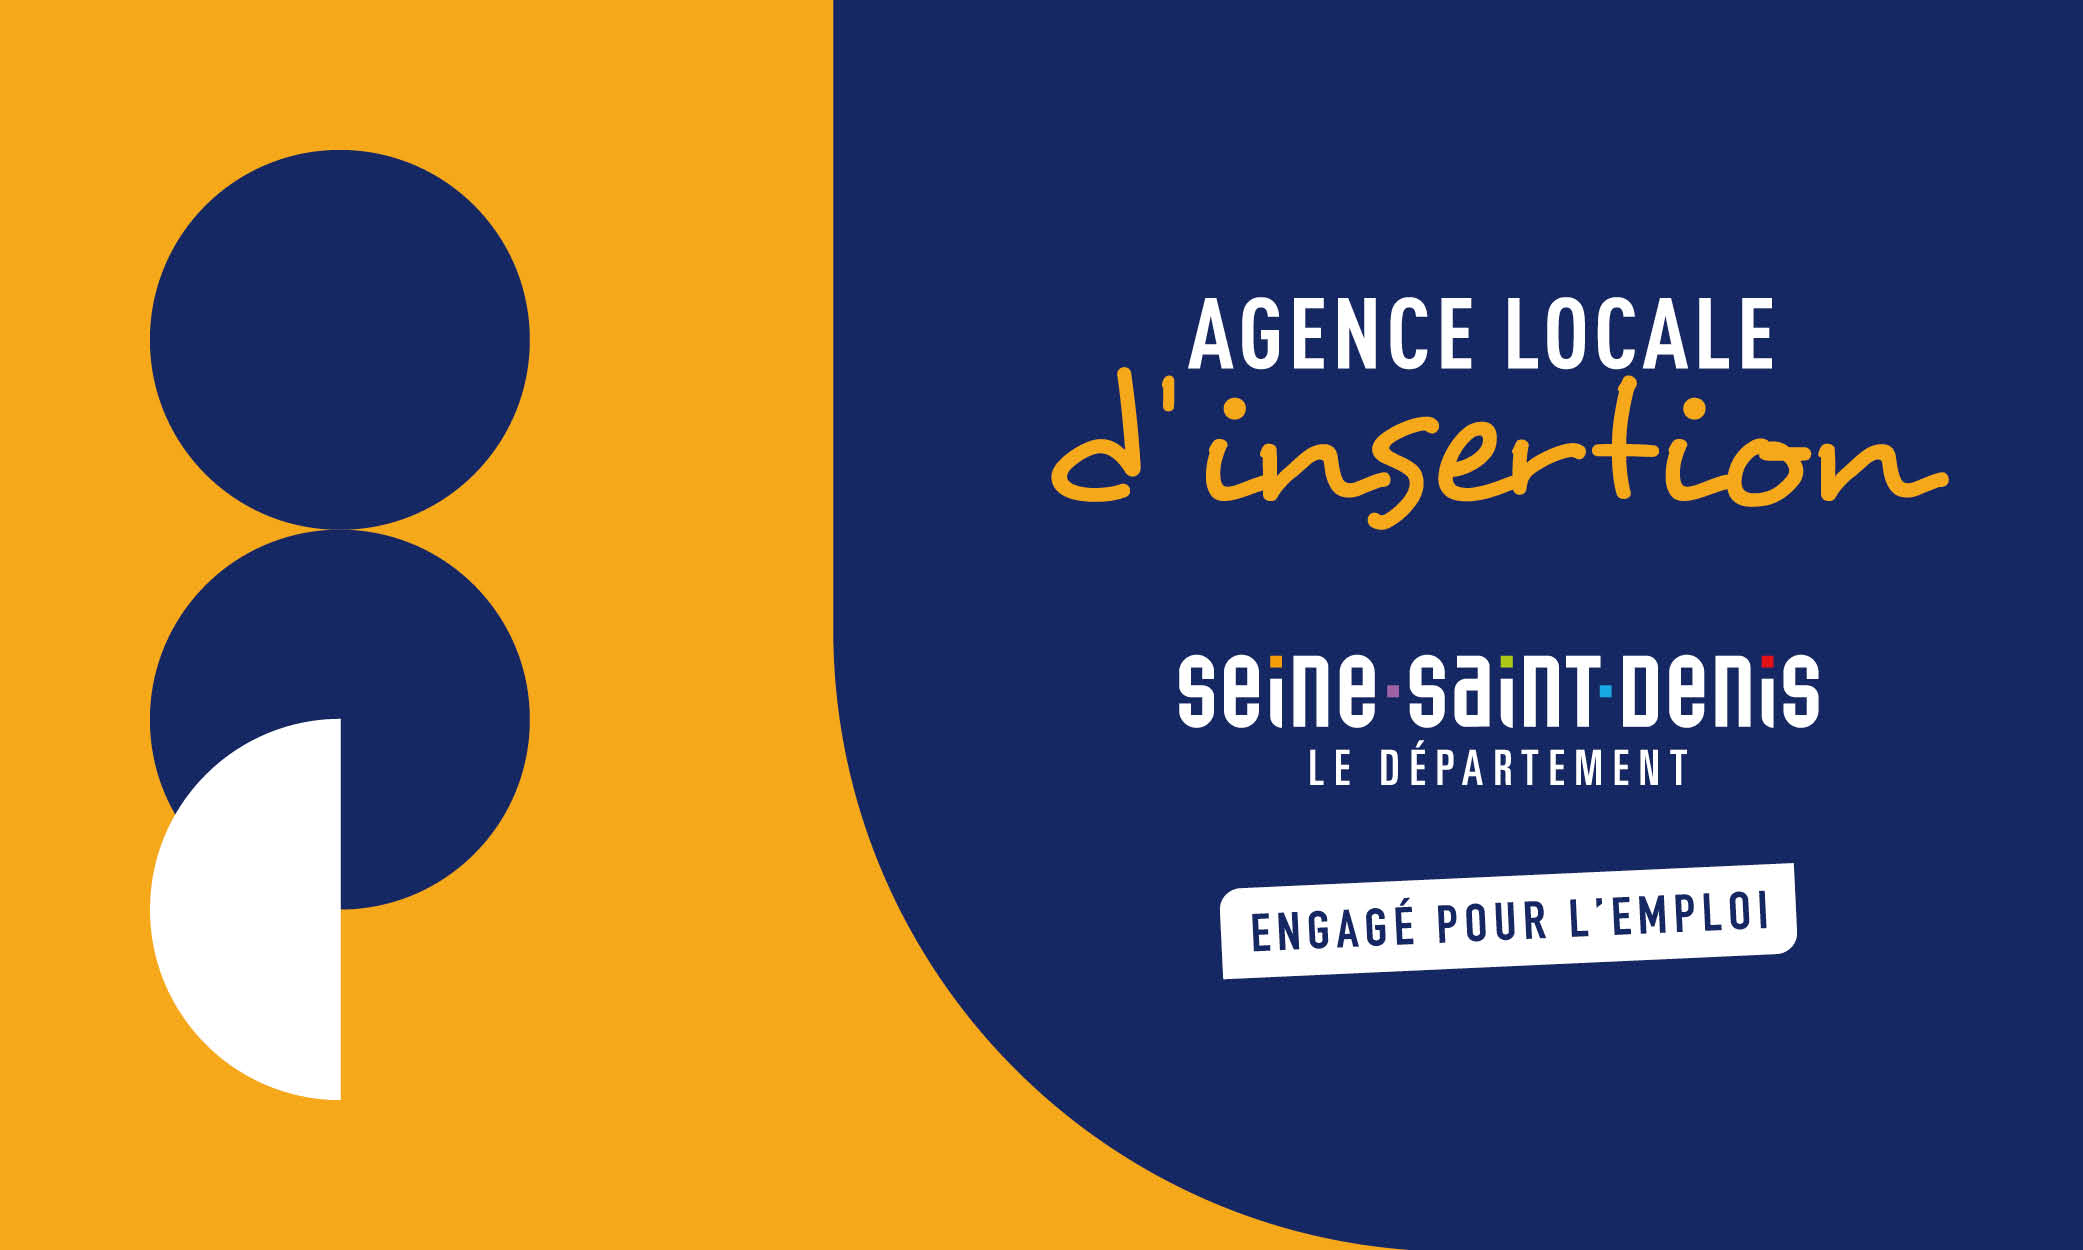 AGENCE LOCALE
d'insertion
seine-saint-denis
LE DÉPARTEMENT
ENGAGÉ POUR L'EMPLOI